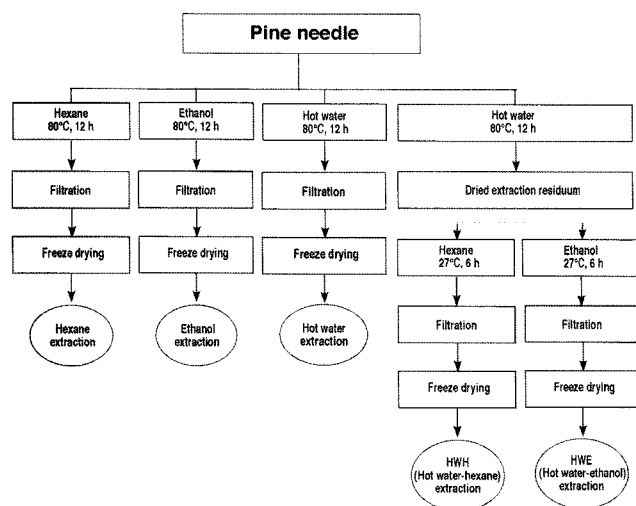 Pine needle
Hexane
80°C, 12 h
Ethanol
80°C, 12 h
Hot water
80°C, 12 h
Hot water
80°C, 12 h
Filtration
Filtration
Filtration
Dried extraction residuum
Freeze drying
Freeze drying
Freeze drying
Hexane
27°C, 6 h
Ethanol
27°C, 6 h
Hexane
extraction
Ethanol
extraction
Hot water
extraction
Filtration
Filtration
Freeze drying
Freeze drying
HWH
(Hot water-hexane)
extraction
HWE
(Hot water-ethanol)
extraction